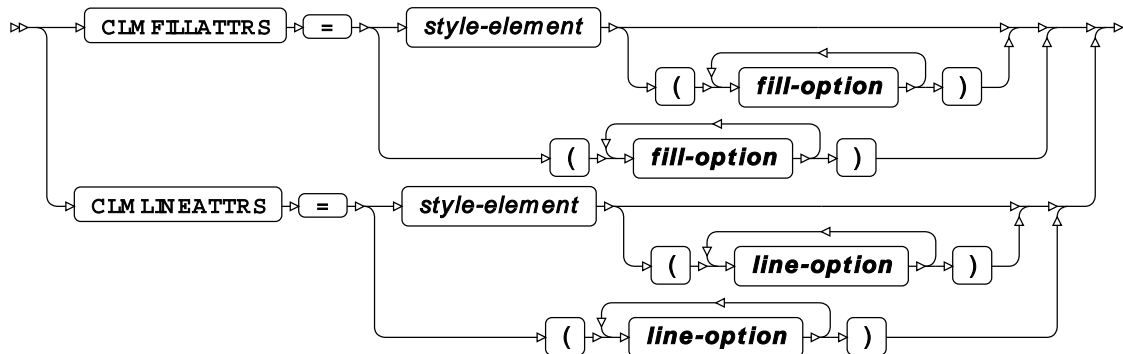 CLMFILLATTRS = style-element
( fill-option )
( fill-option )
CLMLINEATTRS = style-element
( line-option )
( line-option )